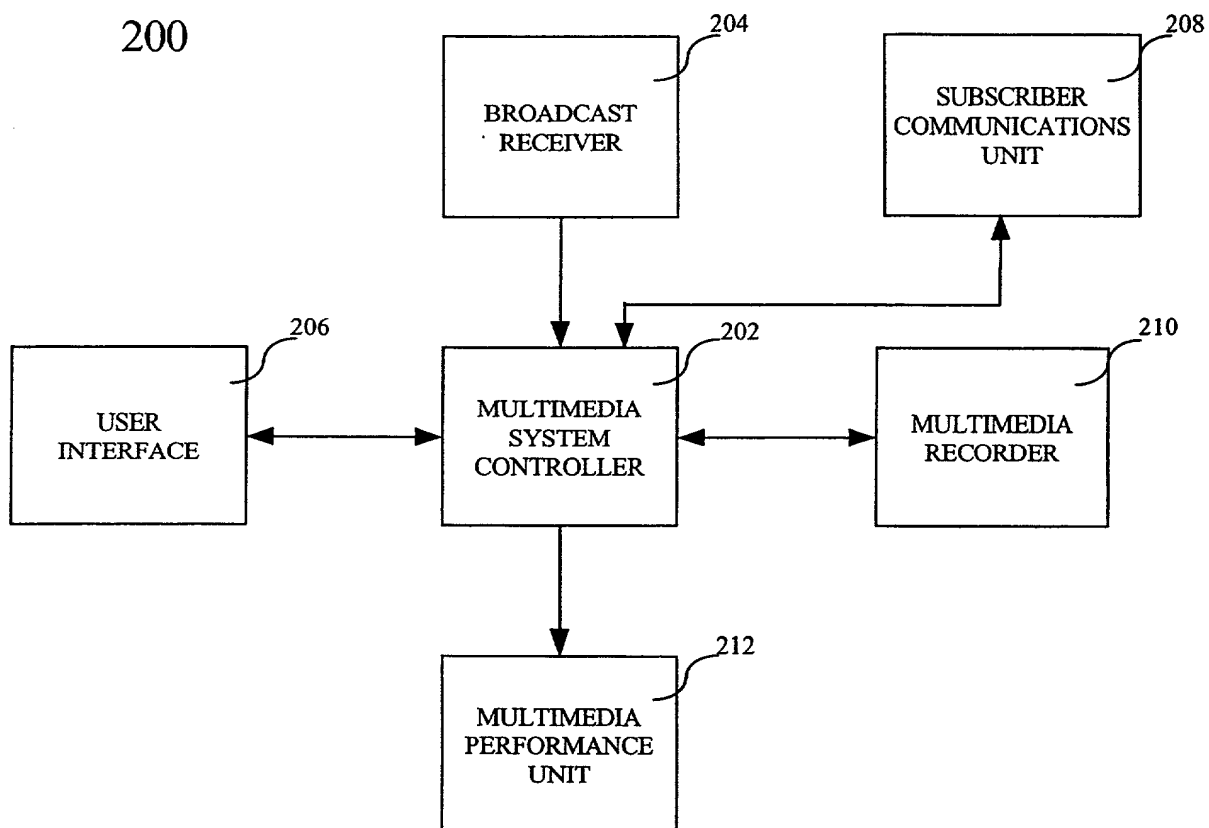 200
204
BROADCAST
RECEIVER
208
SUBSCRIBER
COMMUNICATIONS
UNIT
206
USER
INTERFACE
202
MULTIMEDIA
SYSTEM
CONTROLLER
210
MULTIMEDIA
RECORDER
212
MULTIMEDIA
PERFORMANCE
UNIT